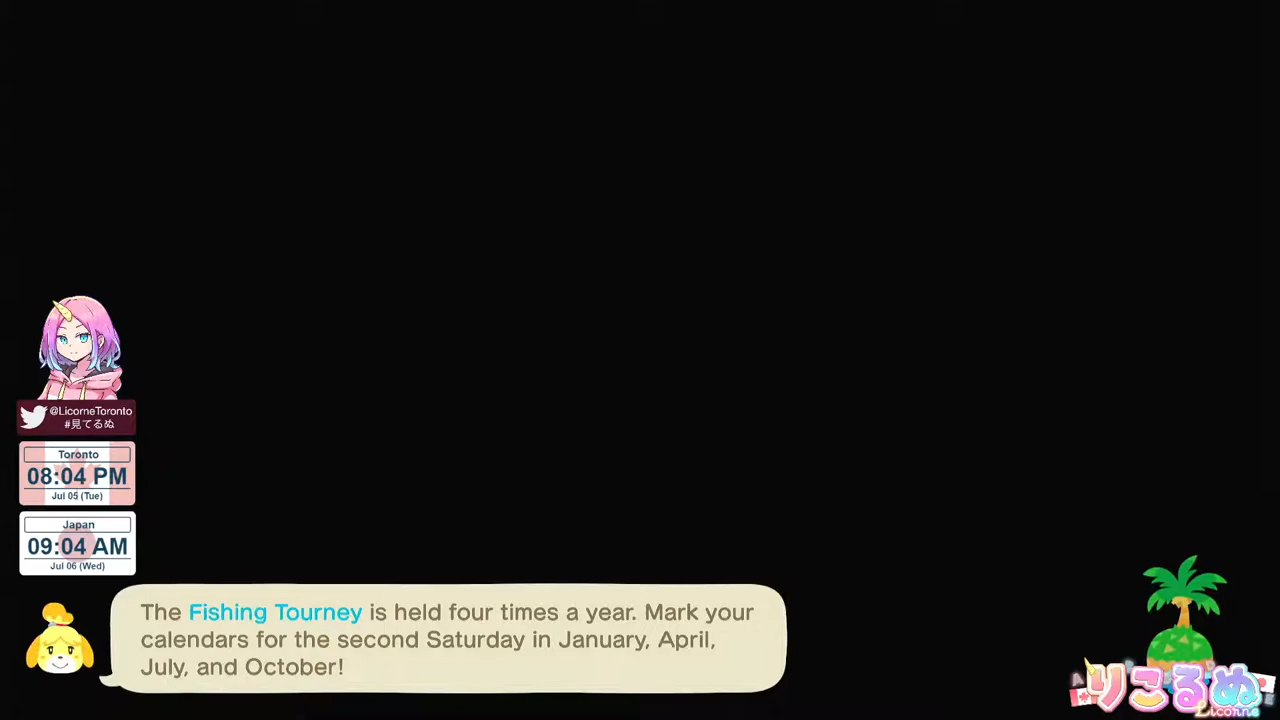 @LicorneToronto
#見てるぬ
Toronto
08:04 PM
Jul 05 (Tue)
Japan
09:04 AM
Jul 06 (Wed)
The Fishing Tourney is held four times a year. Mark your
calendars for the second Saturday in January, April,
July, and October!
りこるぬ
Licorne